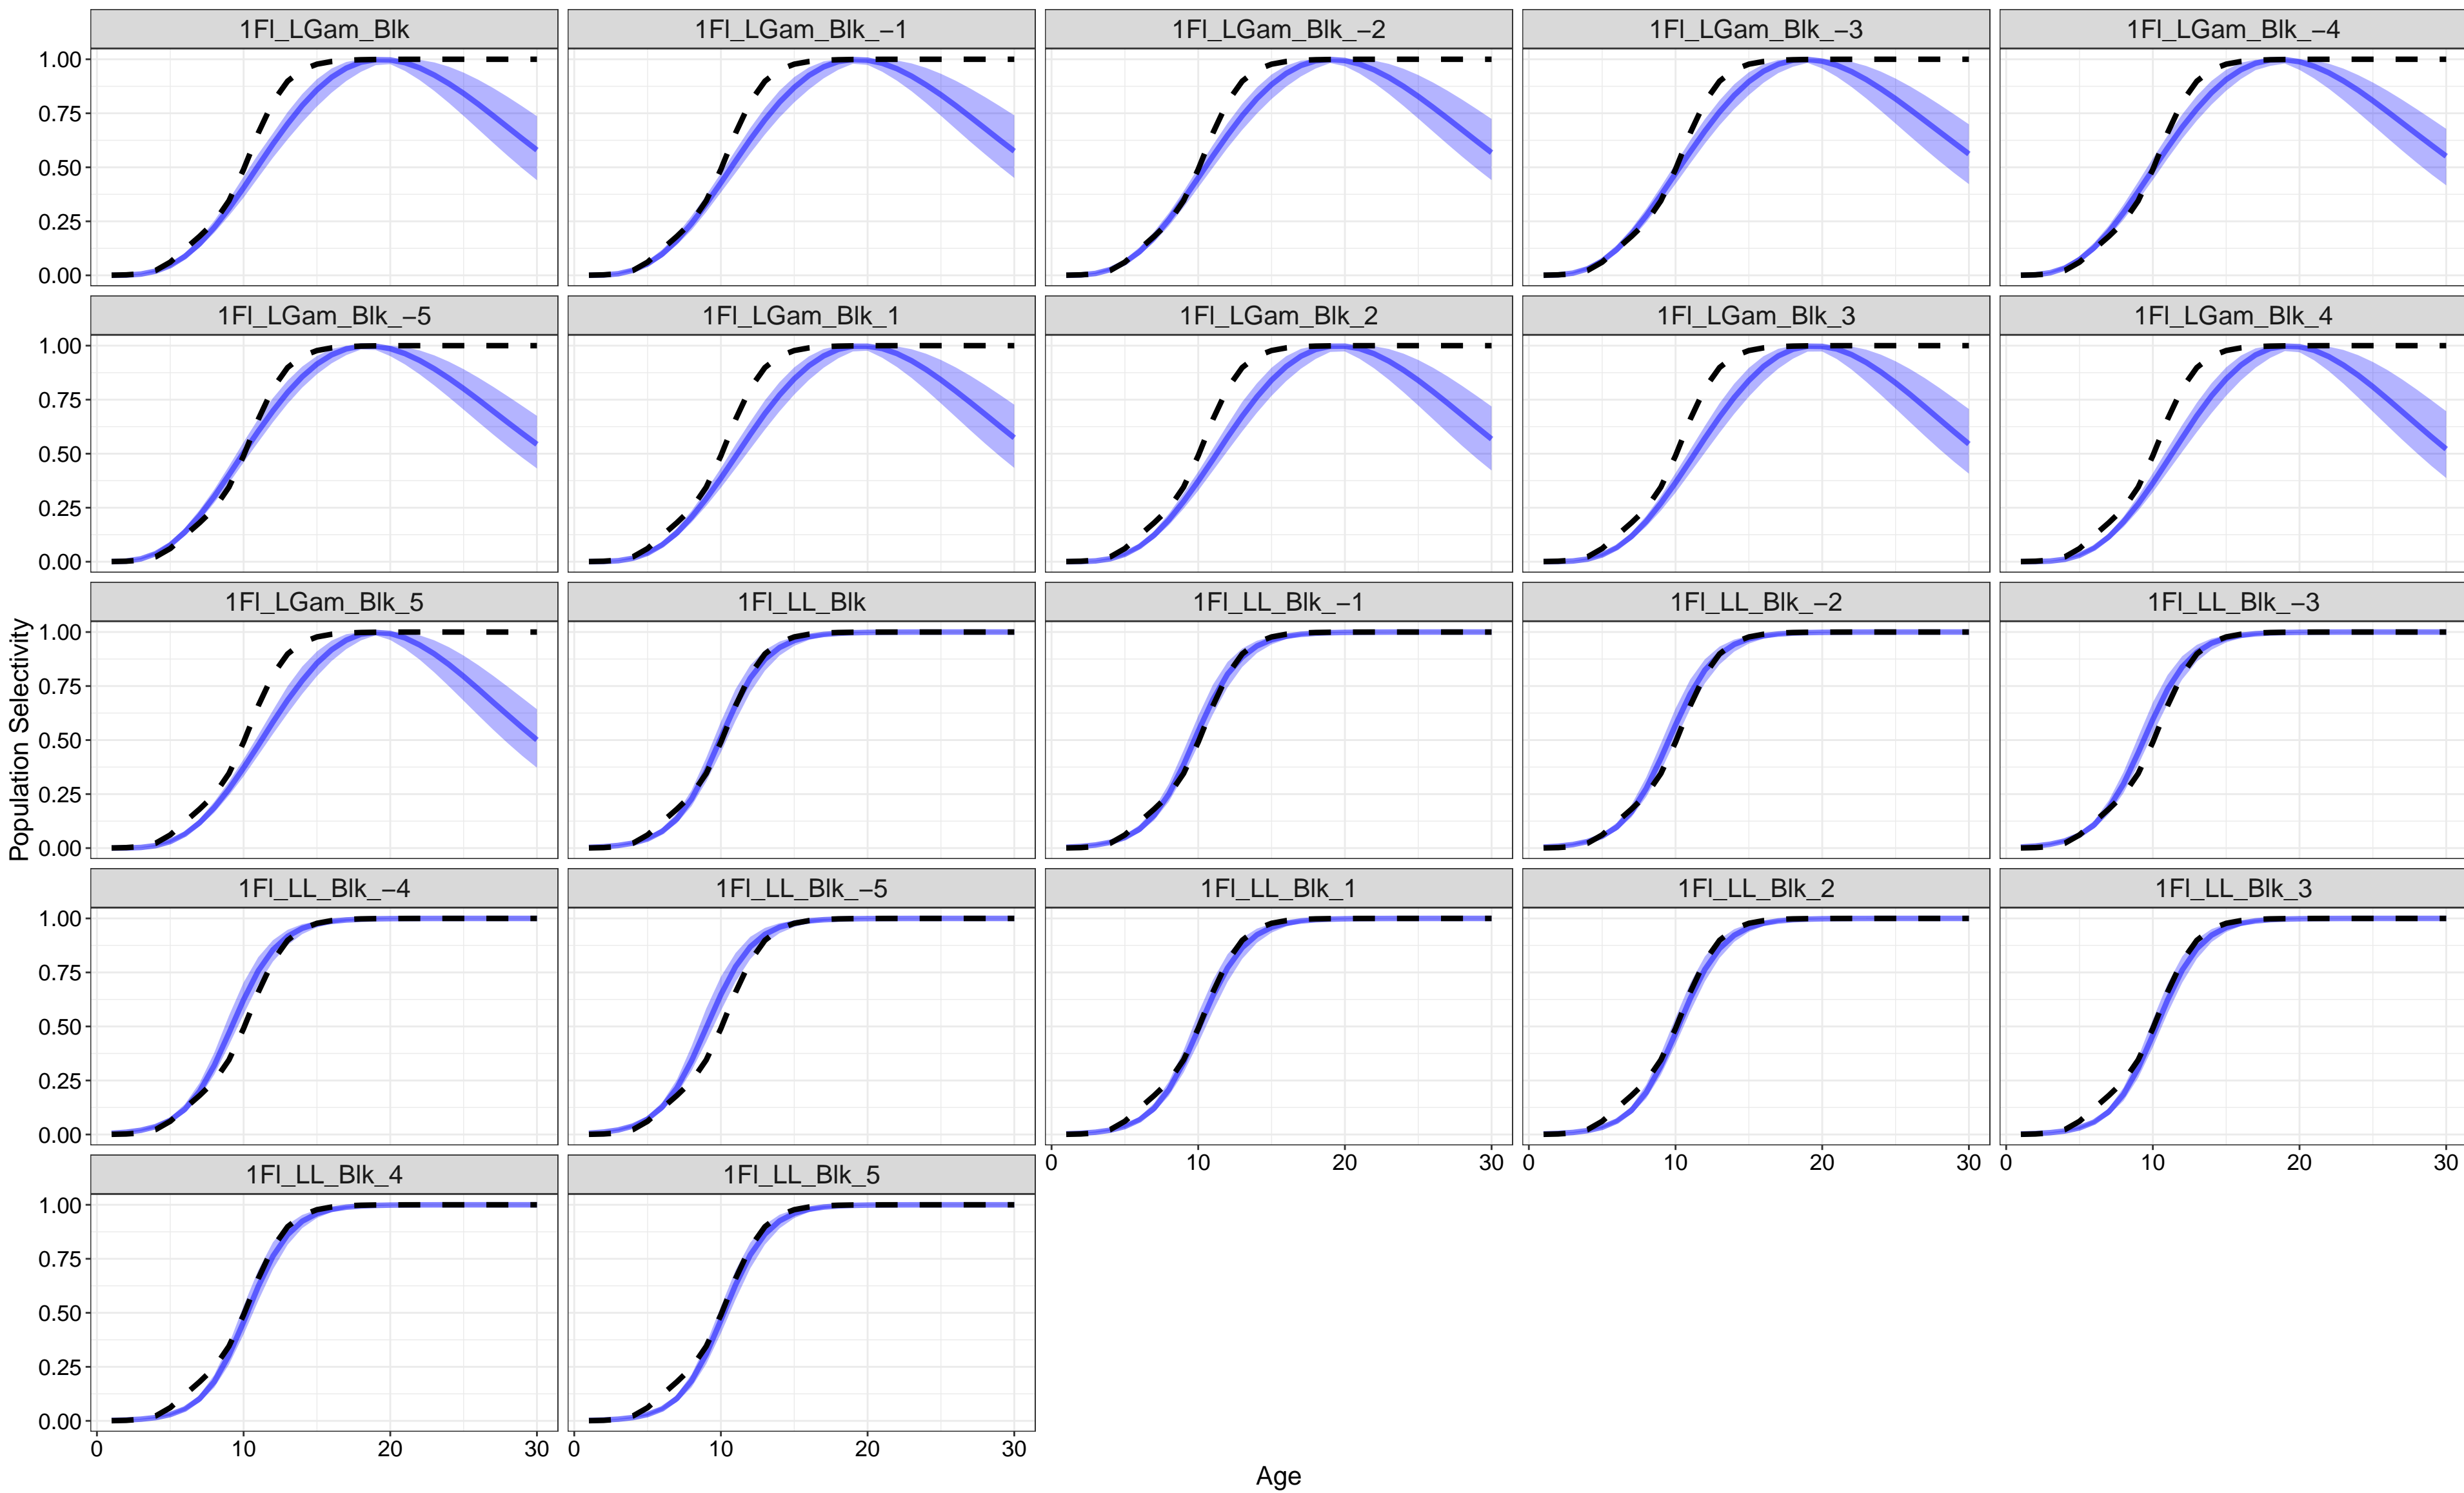 1Fl_LGam_Blk
1Fl_LGam_Blk_−1
1Fl_LGam_Blk_−2
1Fl_LGam_Blk_−3
1Fl_LGam_Blk_−4
1.00
0.75
0.50
0.25
0.00
1Fl_LGam_Blk_−5
1Fl_LGam_Blk_1
1Fl_LGam_Blk_2
1Fl_LGam_Blk_3
1Fl_LGam_Blk_4
1.00
0.75
0.50
0.25
0.00
1Fl_LGam_Blk_5
1Fl_LL_Blk
1Fl_LL_Blk_−1
1Fl_LL_Blk_−2
1Fl_LL_Blk_−3
1.00
0.75
0.50
0.25
0.00
Population Selectivity
1Fl_LL_Blk_−4
1Fl_LL_Blk_−5
1Fl_LL_Blk_1
1Fl_LL_Blk_2
1Fl_LL_Blk_3
1.00
0.75
0.50
0.25
0.00
0 10 20 30
0 10 20 30
0 10 20 30
1Fl_LL_Blk_4
1Fl_LL_Blk_5
1.00
0.75
0.50
0.25
0.00
0 10 20 30
0 10 20 30
Age